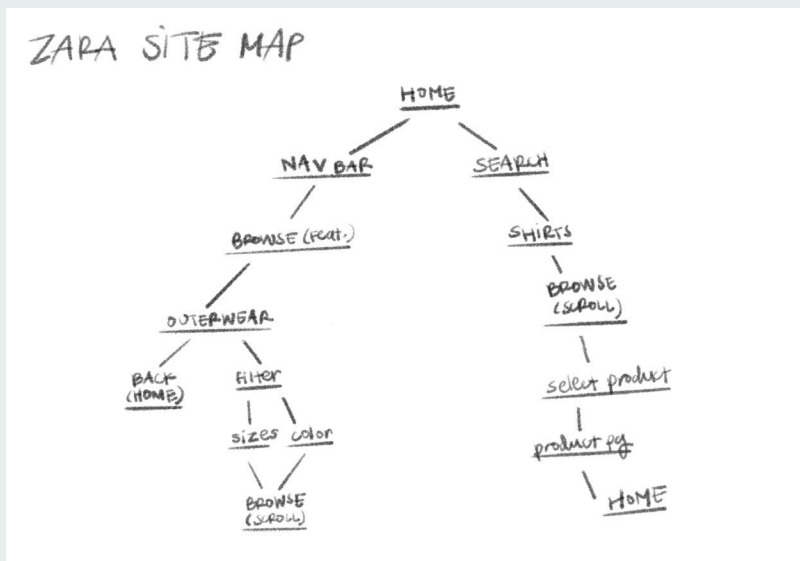 ZARA SITE MAP
HOME
NAV BAR
SEARCH
BROWSE (Feat.)
SHIRTS
OUTERWEAR
BROWSE
(SCROLL)
BACK
(HOME)
Filter
select product
sizes
color
product pg
BROWSE
(SCROLL)
HOME